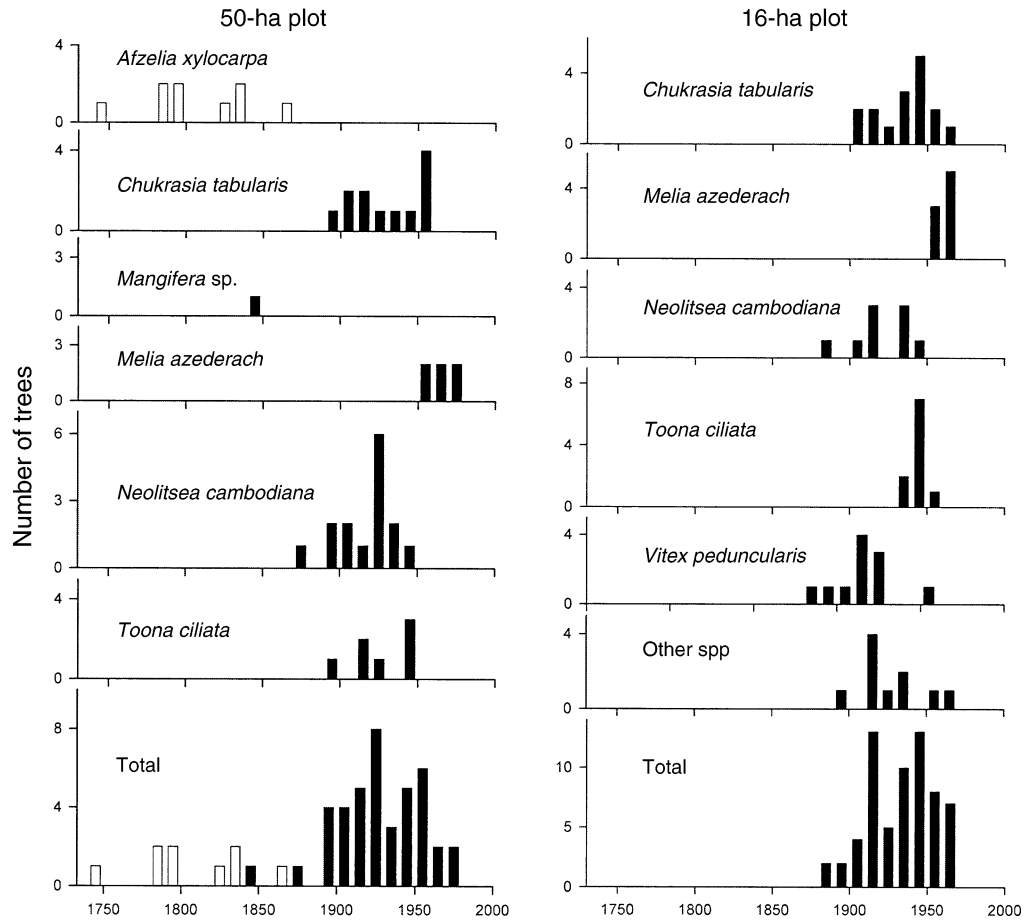 50-ha plot
16-ha plot
Number of trees
4
0
Afzelia xylocarpa
4
0
Chukrasia tabularis
3
0
Mangifera sp.
3
0
Melia azederach
6
3
0
Neolitsea cambodiana
4
0
Toona ciliata
8
4
0
Total
1750 1800 1850 1900 1950 2000
4
0
Chukrasia tabularis
4
0
Melia azederach
4
0
Neolitsea cambodiana
8
4
0
Toona ciliata
4
0
Vitex peduncularis
4
0
Other spp
10
5
0
Total
1750 1800 1850 1900 1950 2000